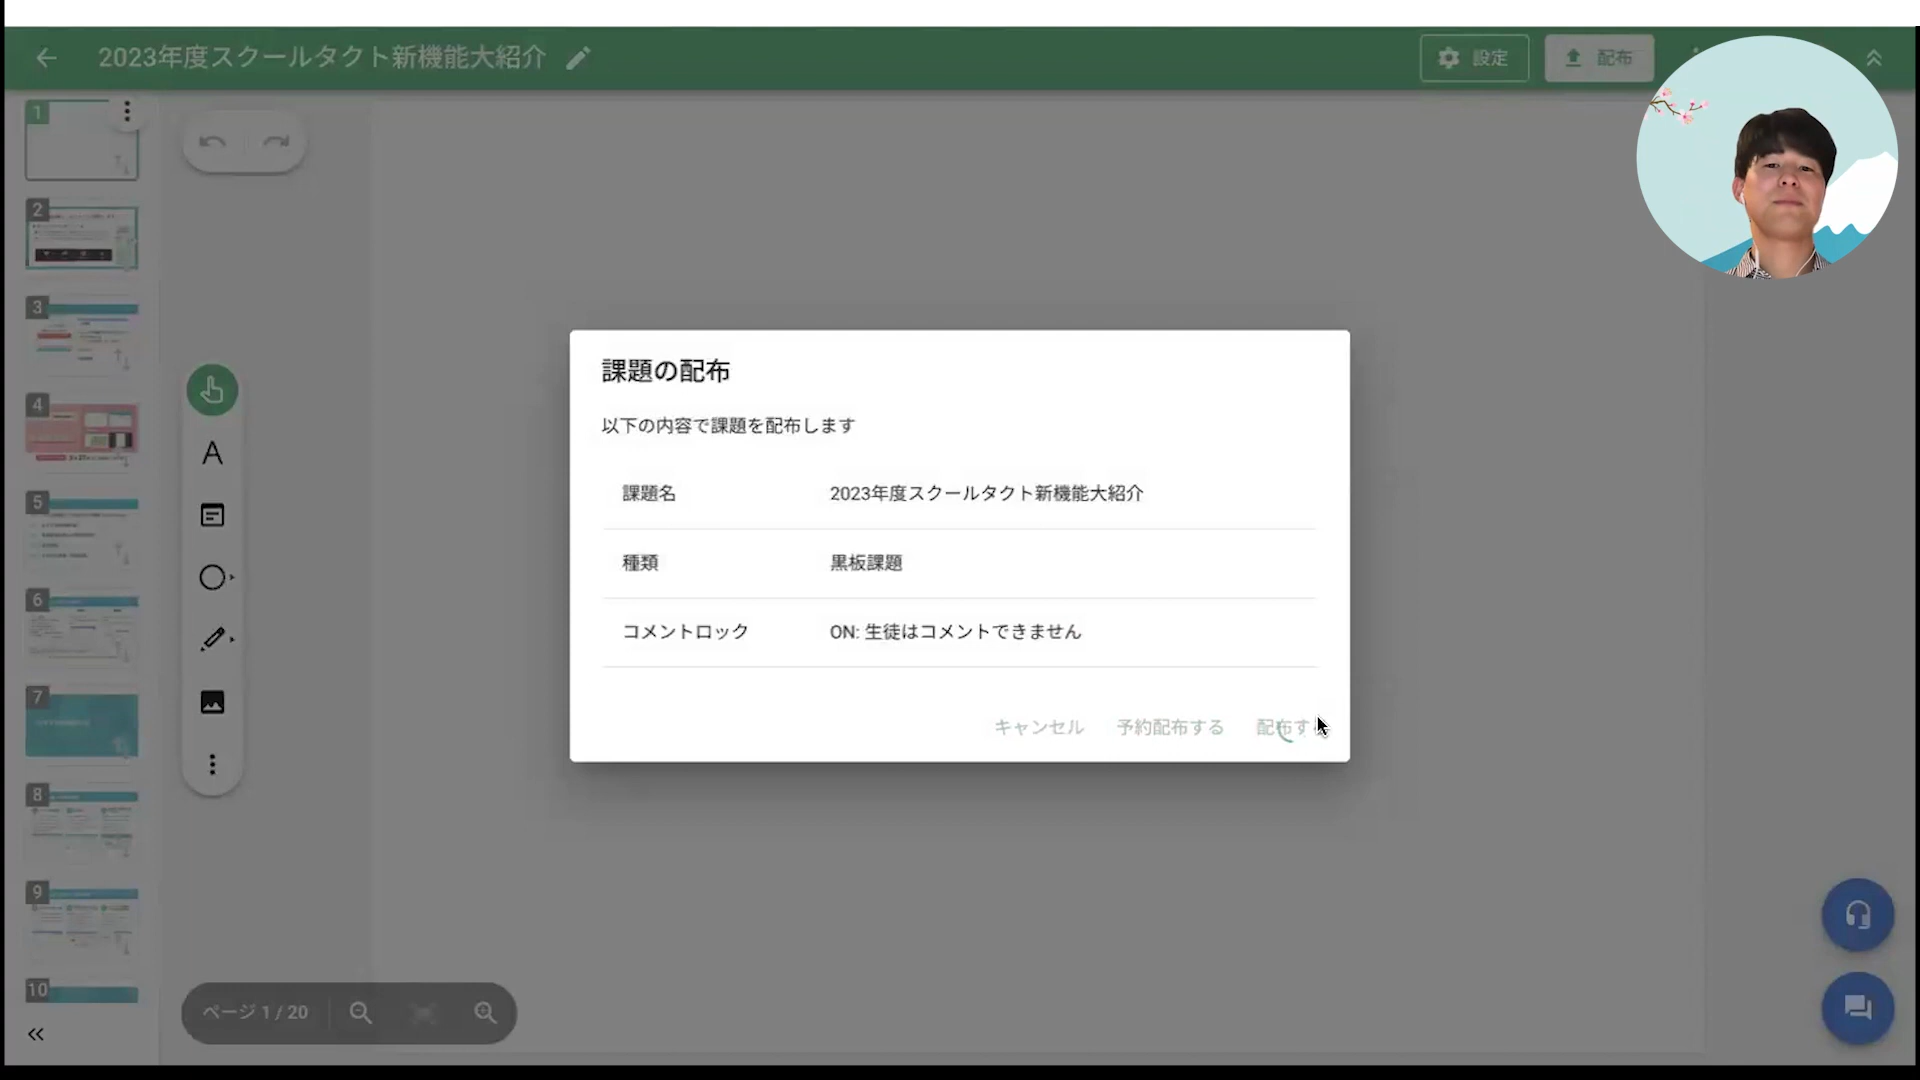 2023年度スクールタクト新機能大紹介
設定
配布
1
2
3
4
5
6
7
8
9
10
A
課題の配布
以下の内容で課題を配布します
課題名 2023年度スクールタクト新機能大紹介
種類 黒板課題
コメントロック ON: 生徒はコメントできません
キャンセル 予約配布する 配布する
ページ 1 / 20